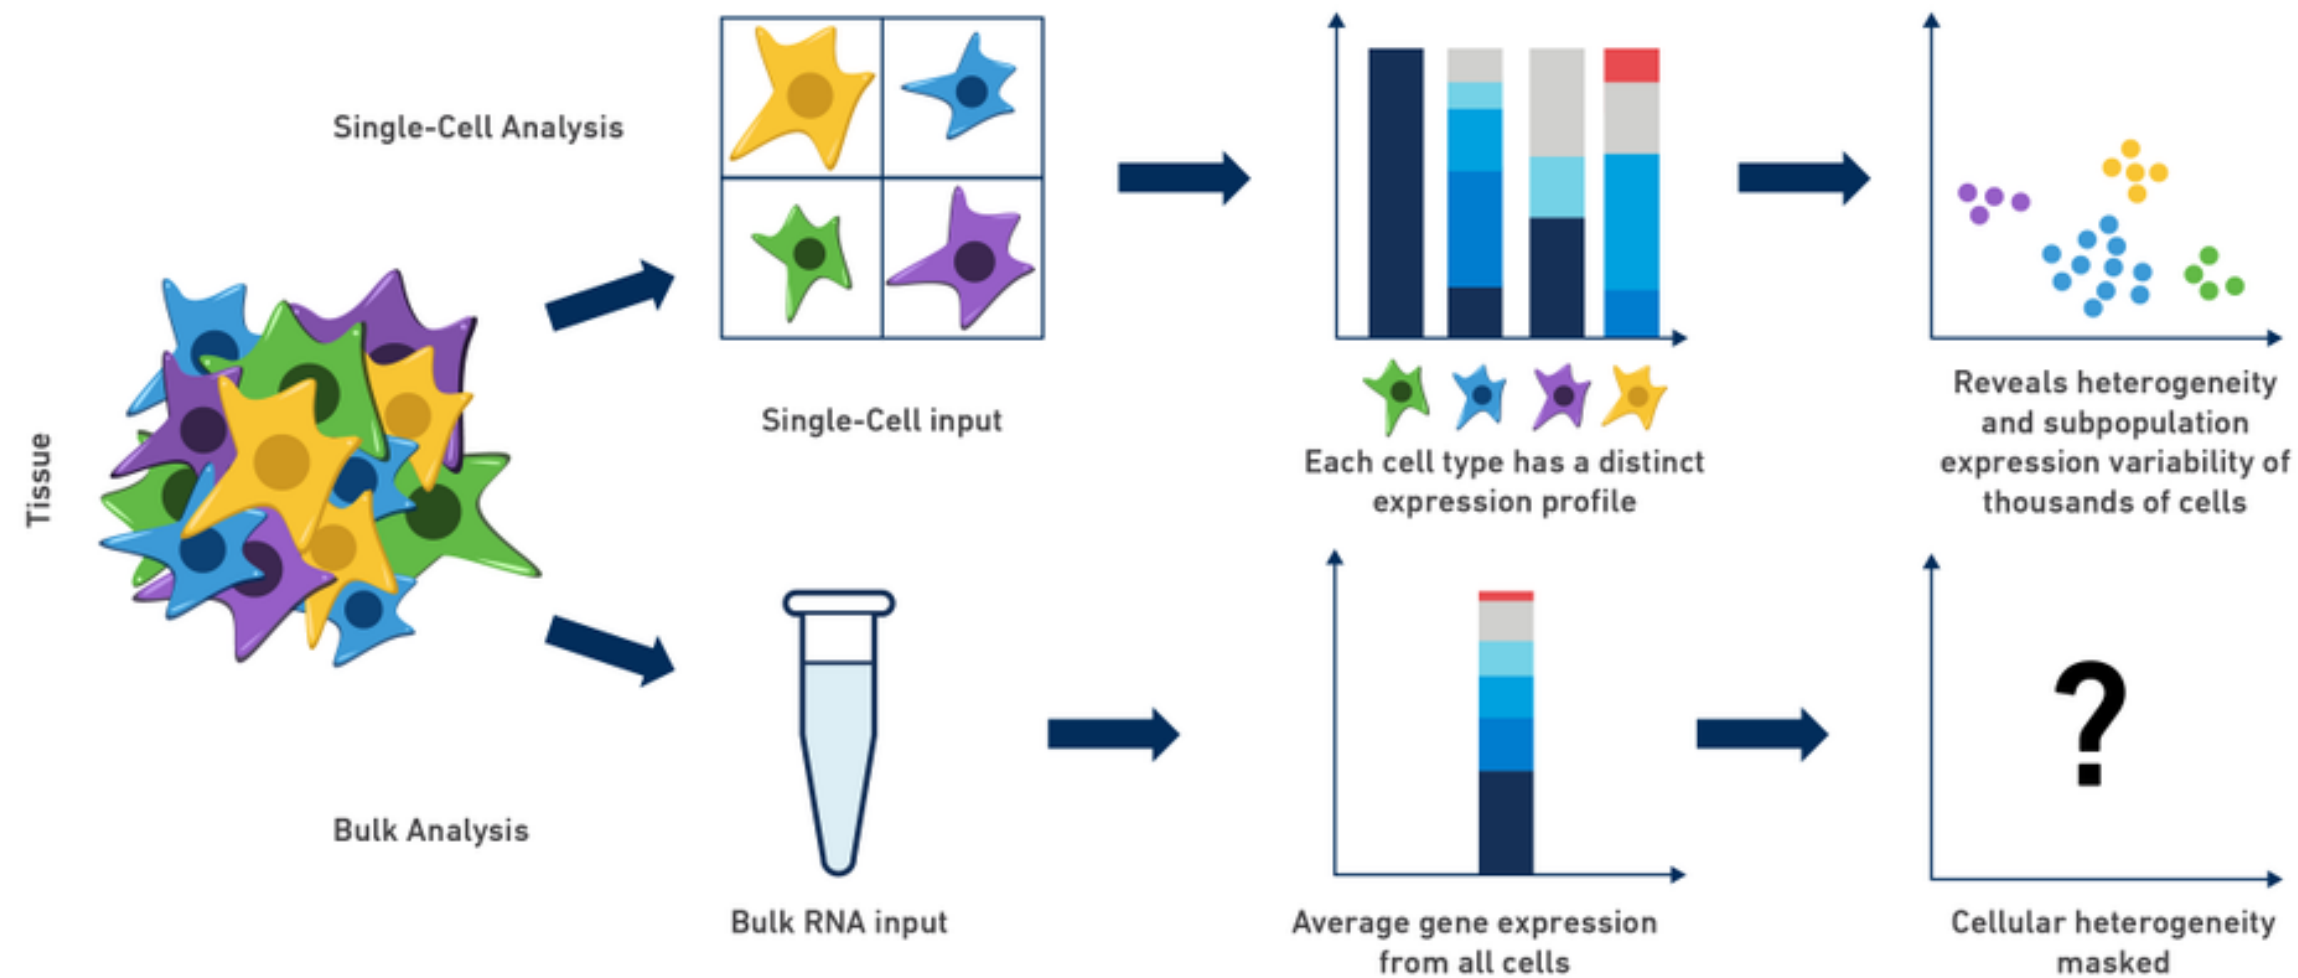 Single-Cell Analysis
Single-Cell input
Each cell type has a distinct
expression profile
Reveals heterogeneity
and subpopulation
expression variability of
thousands of cells
Tissue
Bulk Analysis
Bulk RNA input
Average gene expression
from all cells
?
Cellular heterogeneity
masked